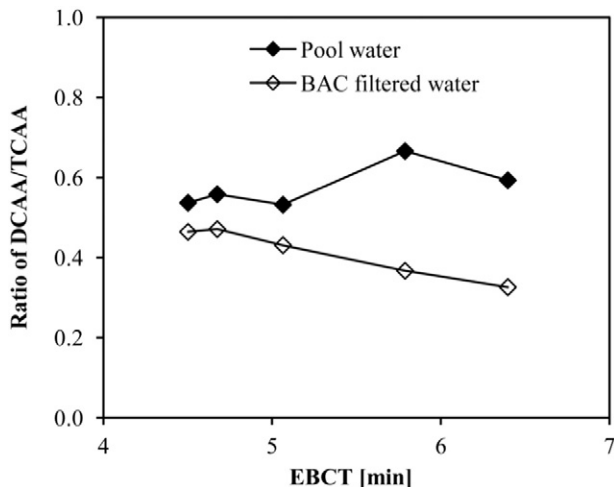 1.0
Pool water
BAC filtered water
0.8
0.6
0.4
0.2
0.0
Ratio of DCAA/TCAA
4
5
6
7
EBCT [min]